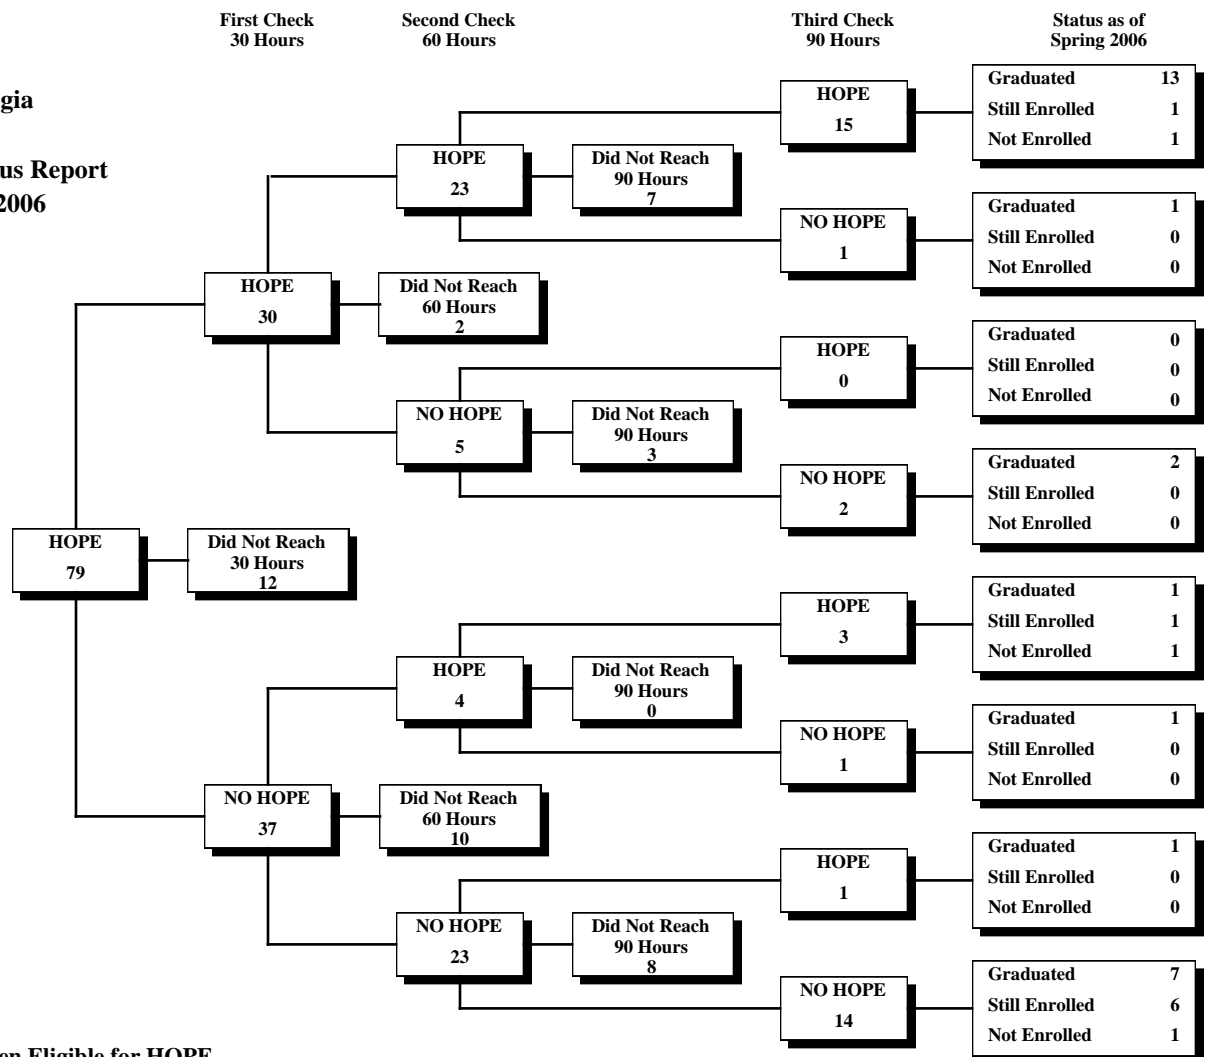 First Check
30 Hours
Second Check
60 Hours
Third Check
90 Hours
Status as of
Spring 2006
gia
us Report
2006
HOPE
15
Graduated 13
Still Enrolled 1
Not Enrolled 1
HOPE
23
Did Not Reach
90 Hours
7
NO HOPE
1
Graduated 1
Still Enrolled 0
Not Enrolled 0
HOPE
30
Did Not Reach
60 Hours
2
HOPE
0
Graduated 0
Still Enrolled 0
Not Enrolled 0
NO HOPE
5
Did Not Reach
90 Hours
3
NO HOPE
2
Graduated 2
Still Enrolled 0
Not Enrolled 0
HOPE
79
Did Not Reach
30 Hours
12
HOPE
3
Graduated 1
Still Enrolled 1
Not Enrolled 1
HOPE
4
Did Not Reach
90 Hours
0
NO HOPE
1
Graduated 1
Still Enrolled 0
Not Enrolled 0
NO HOPE
37
Did Not Reach
60 Hours
10
HOPE
1
Graduated 1
Still Enrolled 0
Not Enrolled 0
NO HOPE
23
Did Not Reach
90 Hours
8
NO HOPE
14
Graduated 7
Still Enrolled 6
Not Enrolled 1
en Eligible for HOPE